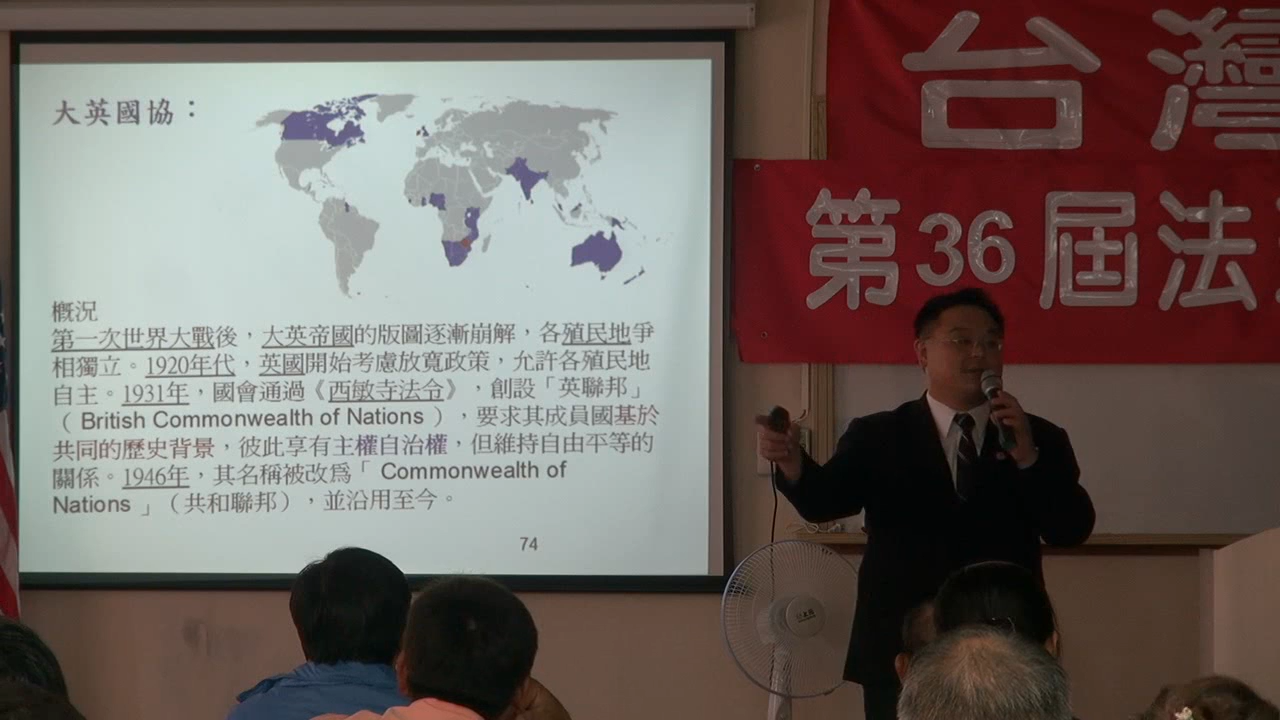 大英國協：
概況
第一次世界大戰後，大英帝國的版圖逐漸崩解，各殖民地爭
相獨立。1920年代，英國開始考慮放寬政策，允許各殖民地
自主。1931年，國會通過《西敏寺法令》，創設「英聯邦」
（ British Commonwealth of Nations ），要求其成員國基於
共同的歷史背景，彼此享有主權自治權，但維持自由平等的
關係。1946年，其名稱被改爲「 Commonwealth of
Nations 」（共和聯邦），並沿用至今。
74
台灣
第36屆法